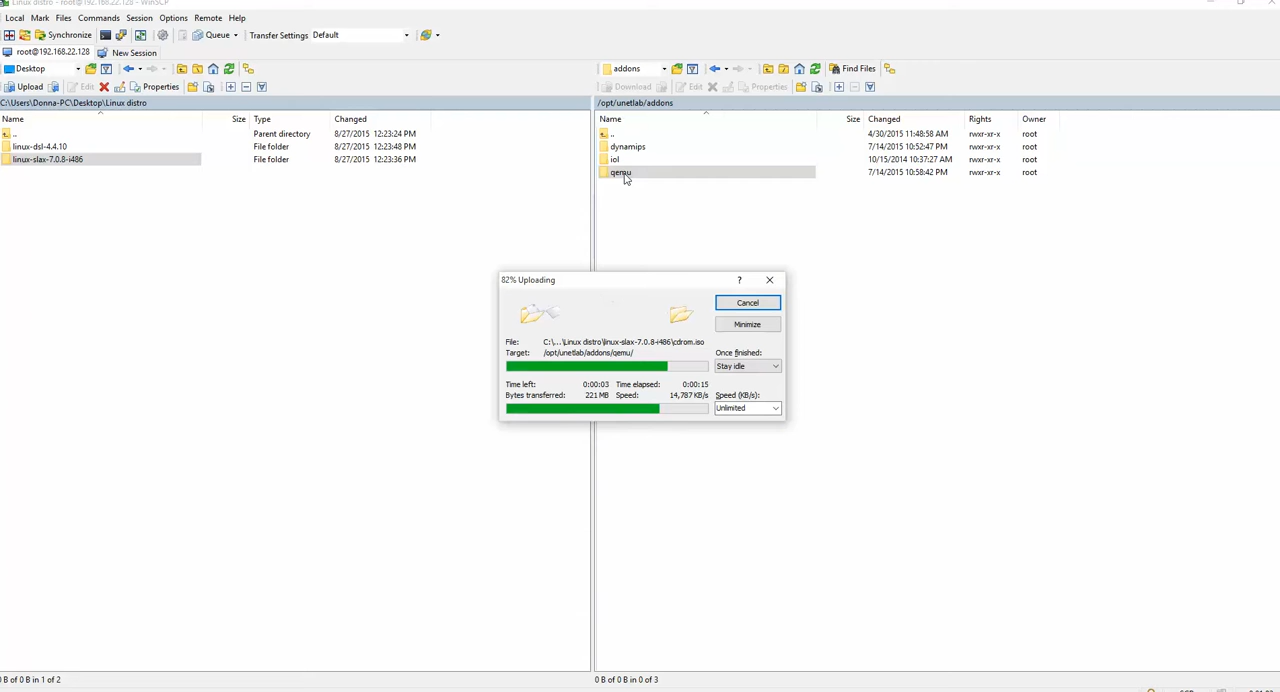 Linux distro - root@192.168.22.128 - WinSCP
Local Mark Files Commands Session Options Remote Help
Synchronize Queue Transfer Settings Default
root@192.168.22.128 New Session
Desktop addons Find Files
Upload Edit Properties Download Edit Properties
C:\Users\Donna-PC\Desktop\Linux distro /opt/unetlab/addons
Name Size Type Changed Name Size Changed Rights Owner
.. Parent directory 8/27/2015 12:23:24 PM .. 4/30/2015 11:48:58 AM rwxr-xr-x root
linux-dsl-4.4.10 File folder 8/27/2015 12:23:48 PM dynamips 7/14/2015 10:52:47 PM rwxr-xr-x root
linux-slax-7.0.8-i486 File folder 8/27/2015 12:23:36 PM iol 10/15/2014 10:37:27 AM rwxr-xr-x root
qemu 7/14/2015 10:58:42 PM rwxr-xr-x root
82% Uploading ?
Cancel
Minimize
File: C:\...\Linux distro\linux-slax-7.0.8-i486\cdrom.iso
Target: /opt/unetlab/addons/qemu/ Once finished:
Stay idle
Time left: 0:00:03 Time elapsed: 0:00:15
Bytes transferred: 221 MB Speed: 14,787 KB/s Speed (KB/s):
Unlimited
0 B of 0 B in 1 of 2 0 B of 0 B in 0 of 3